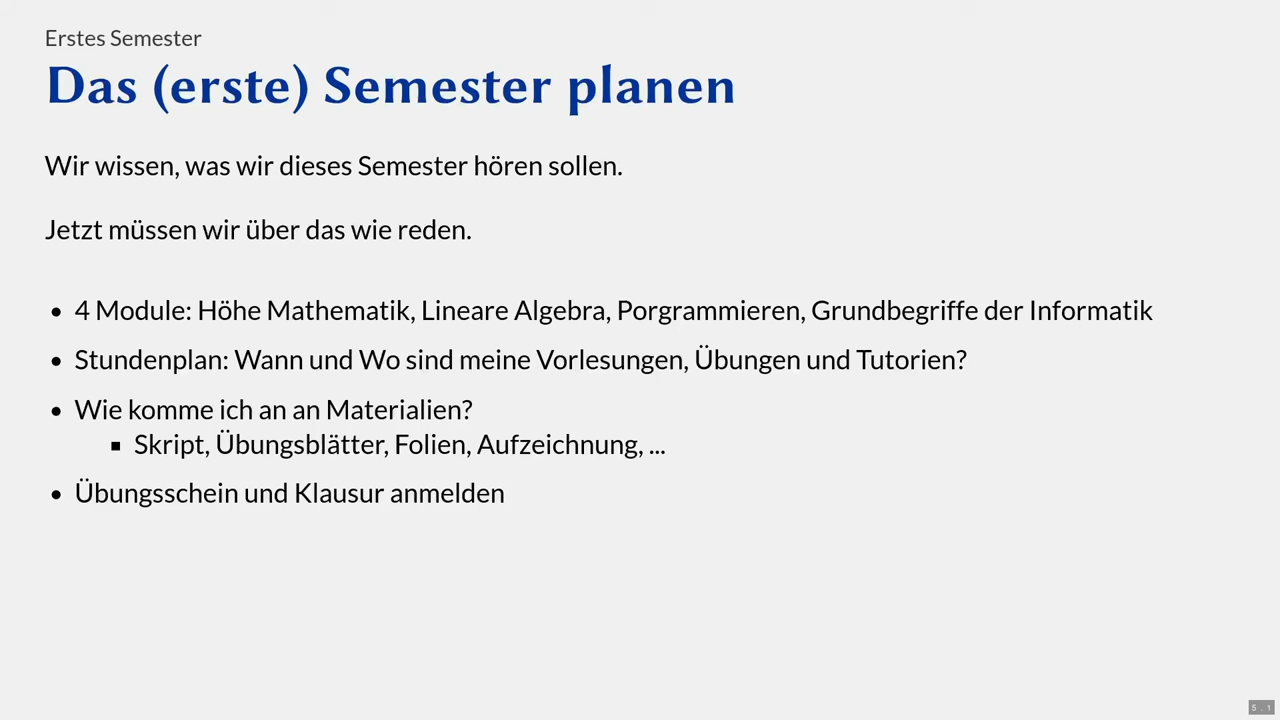 Erstes Semester
Das (erste) Semester planen
Wir wissen, was wir dieses Semester hören sollen.
Jetzt müssen wir über das wie reden.
• 4 Module: Höhe Mathematik, Lineare Algebra, Porgrammieren, Grundbegriffe der Informatik
• Stundenplan: Wann und Wo sind meine Vorlesungen, Übungen und Tutorien?
• Wie komme ich an an Materialien?
▪ Skript, Übungsblätter, Folien, Aufzeichnung, ...
• Übungsschein und Klausur anmelden
5 . 1